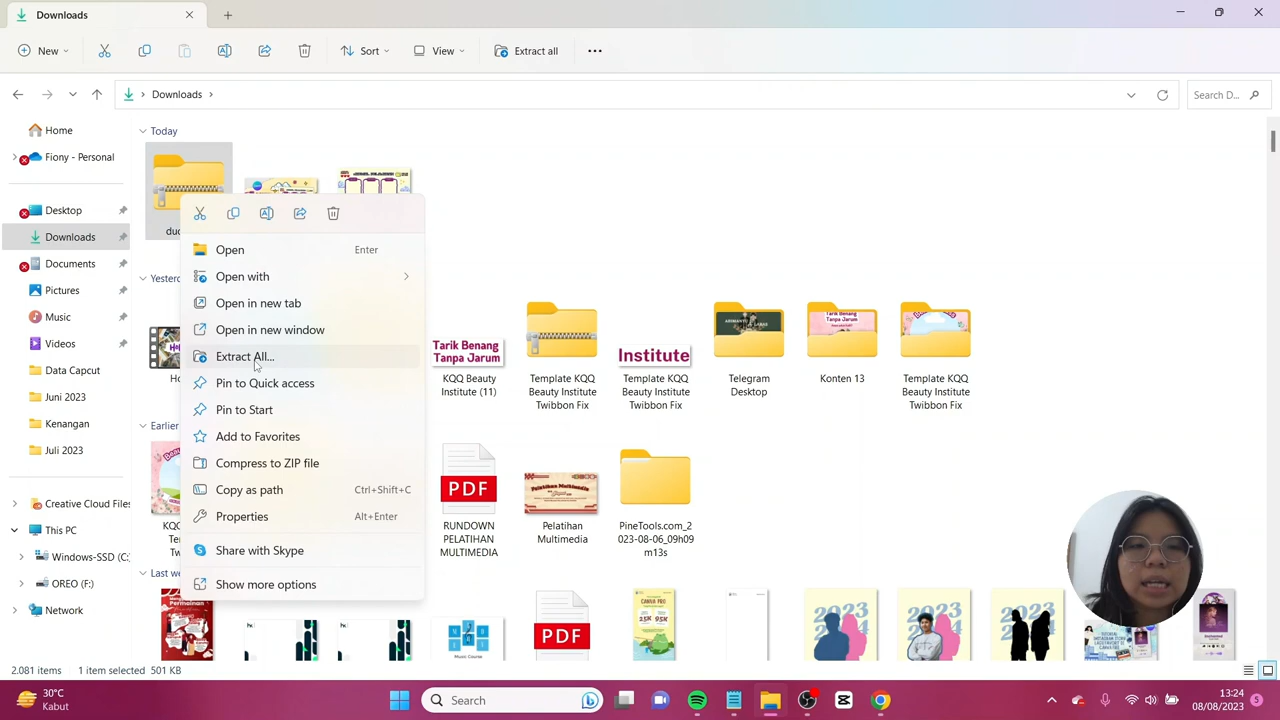 Downloads
New
Sort
View
Extract all
Downloads
Search D...
Home
Fiony - Personal
Desktop
Downloads
Documents
Pictures
Music
Videos
Data Capcut
Juni 2023
Kenangan
Juli 2023
Creative Cloud Files
This PC
Windows-SSD (C:
OREO (F:)
Network
Today
Open Enter
Open with
Open in new tab
Open in new window
Extract All...
Pin to Quick access
Pin to Start
Add to Favorites
Compress to ZIP file
Copy as path Ctrl+Shift+C
Properties Alt+Enter
Share with Skype
Show more options
Tarik Benang
Tanpa Jarum
KQQ Beauty
Institute (11)
Template KQQ
Beauty Institute
Twibbon Fix
Institute
Template KQQ
Beauty Institute
Twibbon Fix
Telegram
Desktop
Konten 13
Template KQQ
Beauty Institute
Twibbon Fix
PDF
RUNDOWN
PELATIHAN
MULTIMEDIA
Pelatihan
Multimedia
PineTools.com_2
023-08-06_09h09
m13s
PDF
Music Course
2.081 items 1 item selected 501 KB
30°C
Kabut
Search
13:24
08/08/2023